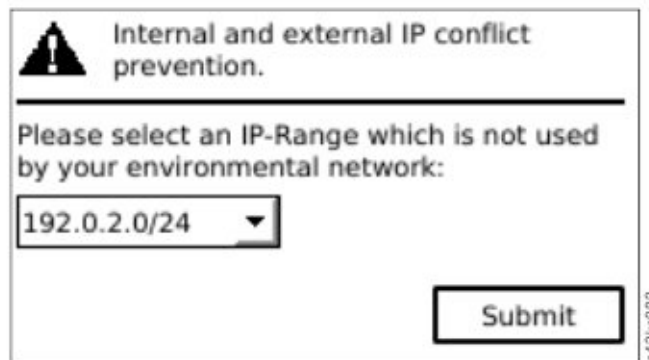 Internal and external IP conflict
prevention.
Please select an IP-Range which is not used
by your environmental network:
192.0.2.0/24
Submit